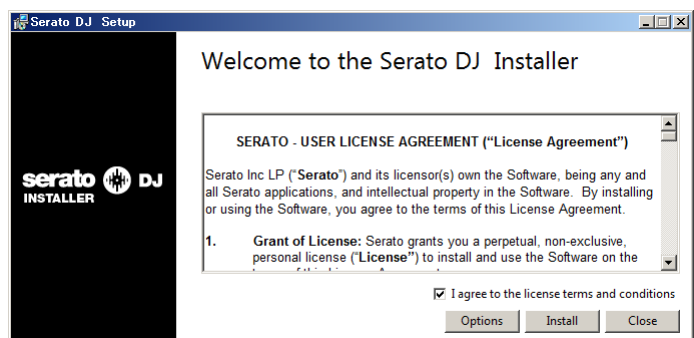 Serato DJ Setup
Welcome to the Serato DJ Installer
SERATO - USER LICENSE AGREEMENT (“License Agreement”)
Serato Inc LP (“Serato”) and its licensor(s) own the Software, being any and
all Serato applications, and intellectual property in the Software. By installing
or using the Software, you agree to the terms of this License Agreement.
1. Grant of License: Serato grants you a perpetual, non-exclusive,
personal license (“License”) to install and use the Software on the
serato DJ
INSTALLER
I agree to the license terms and conditions
Options Install Close